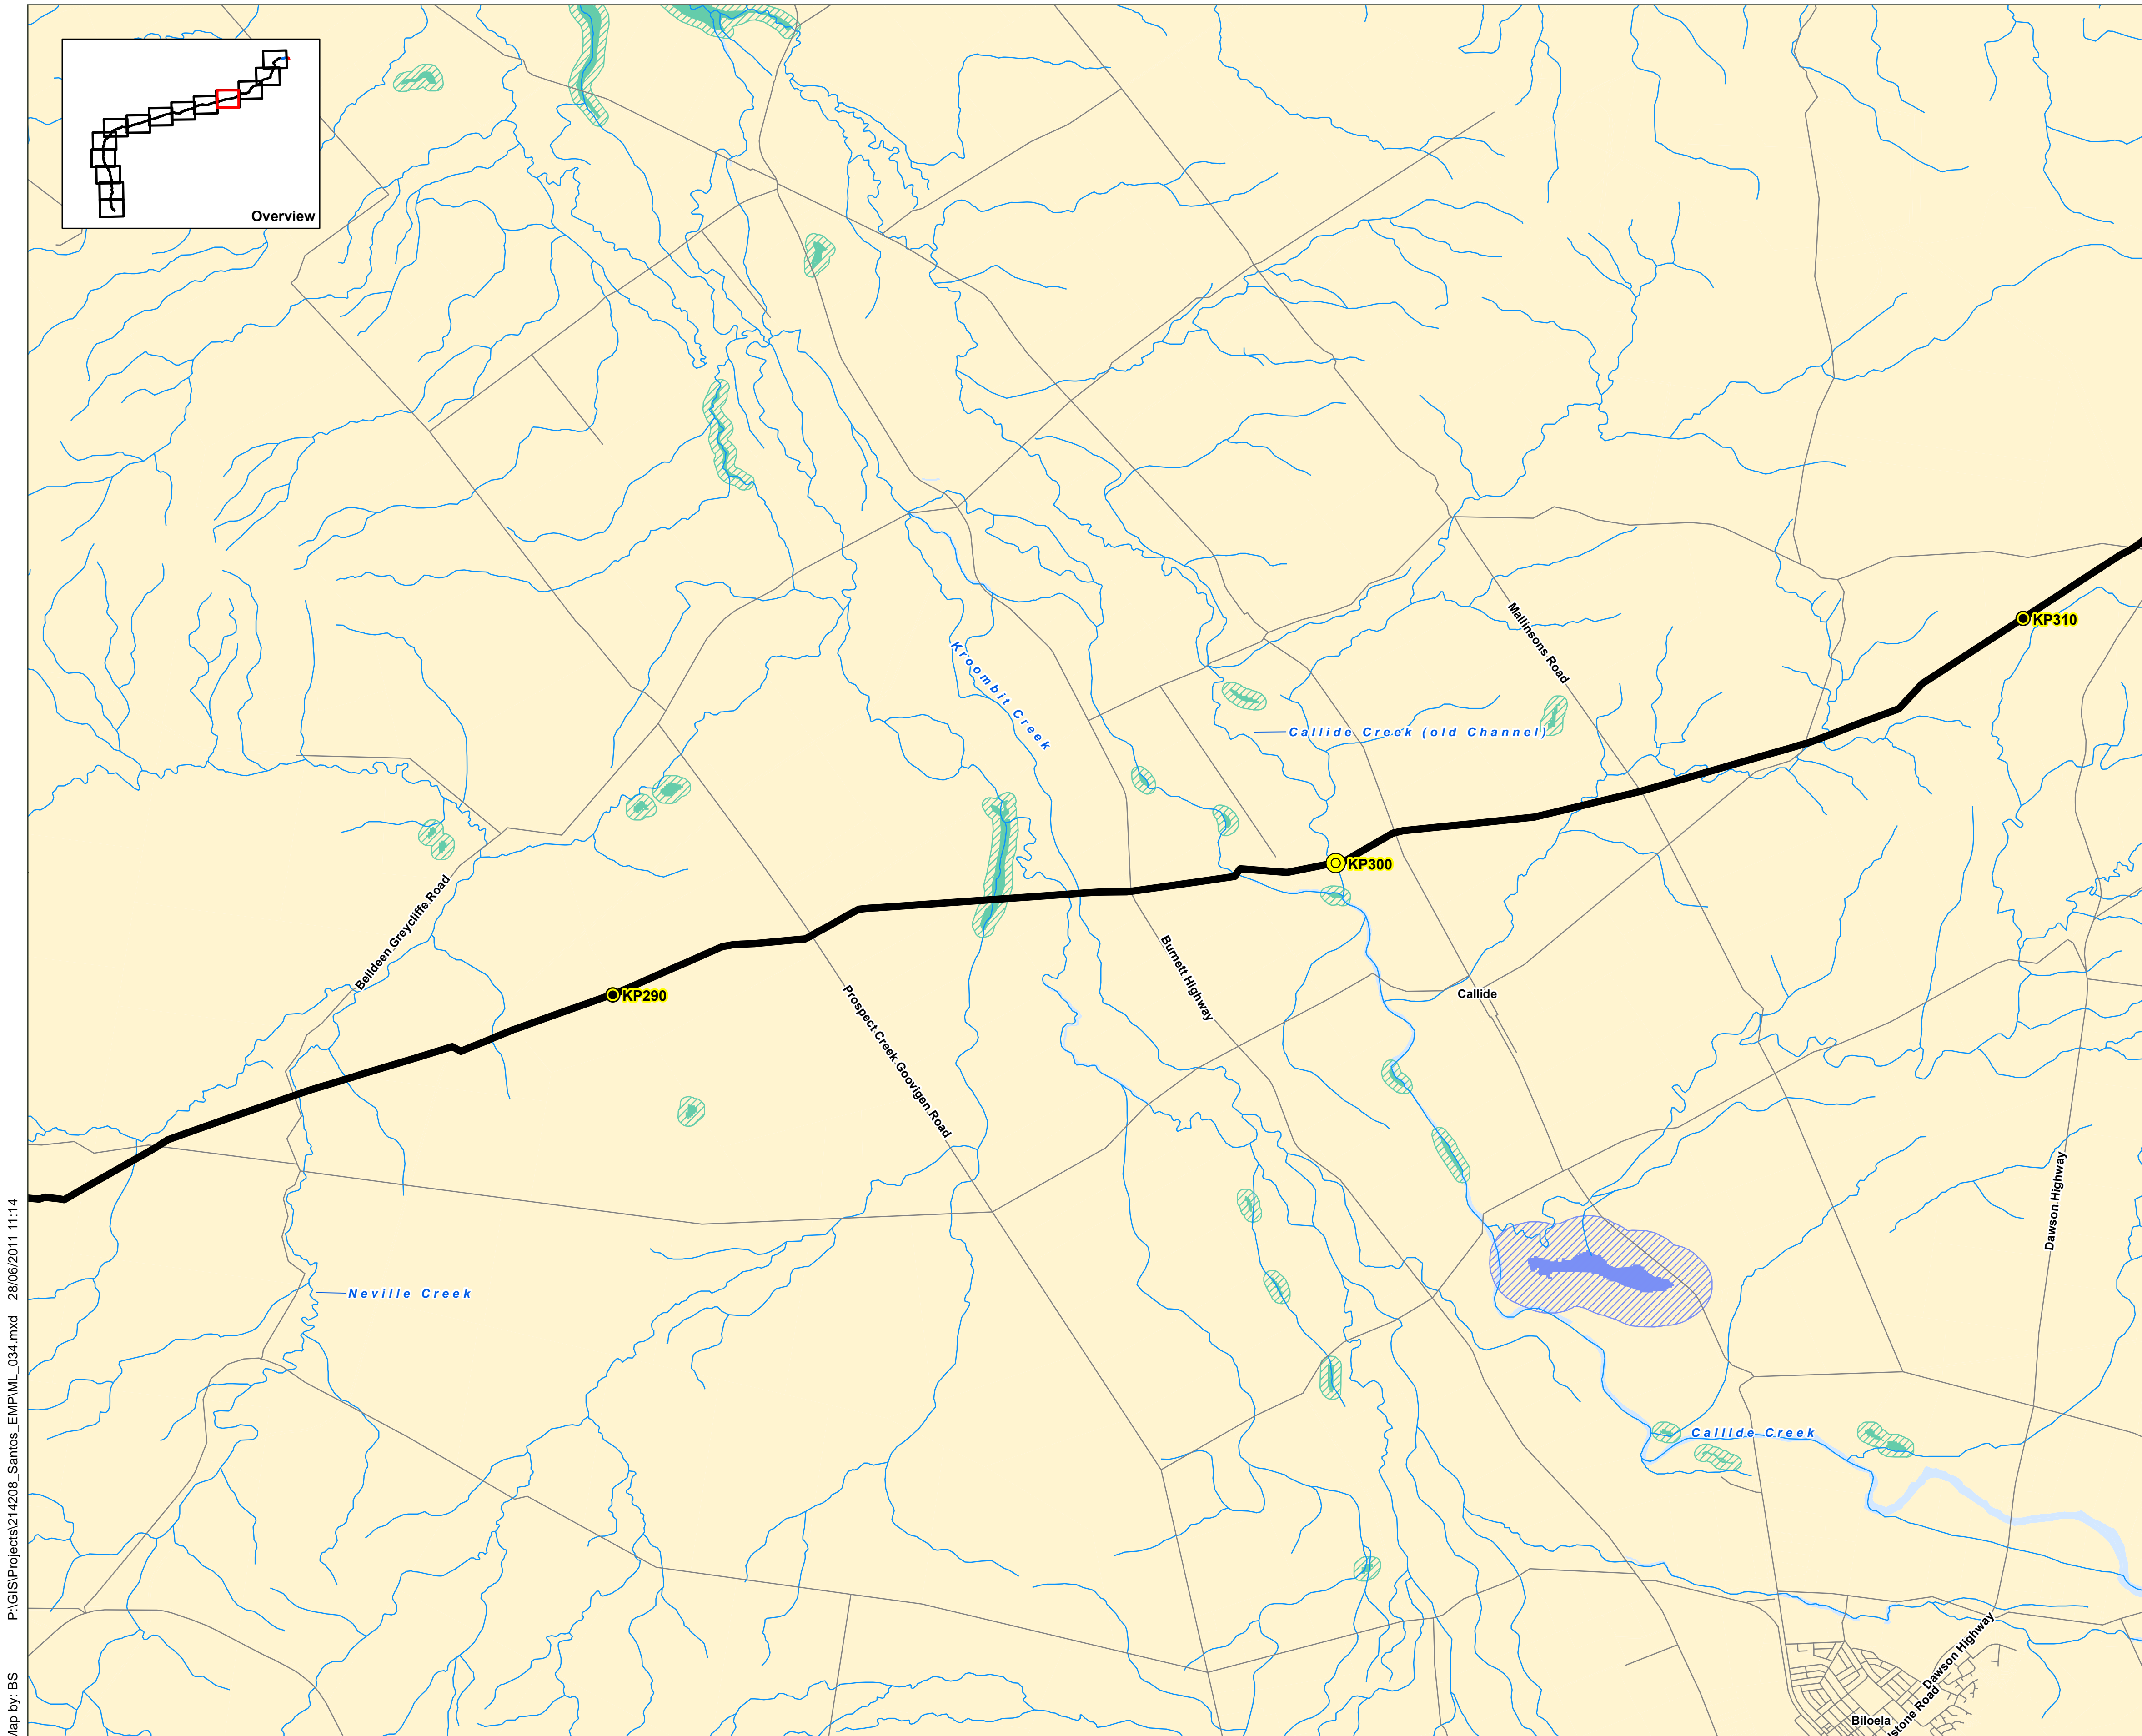 Overview
Mallinsons Road
KP310
Kroombit Creek
Callide Creek (old Channel)
KP300
Belldeen Greycliffe Road
Burnett Highway
KP290
Callide
Prospect Creek Goovigen Road
Dawson Highway
Neville Creek
Callide Creek
Dawson Highway
Biloela
Map by: BS P:\GIS\Projects\214208_Santos_EMP\ML_034.mxd 28/06/2011 11:14